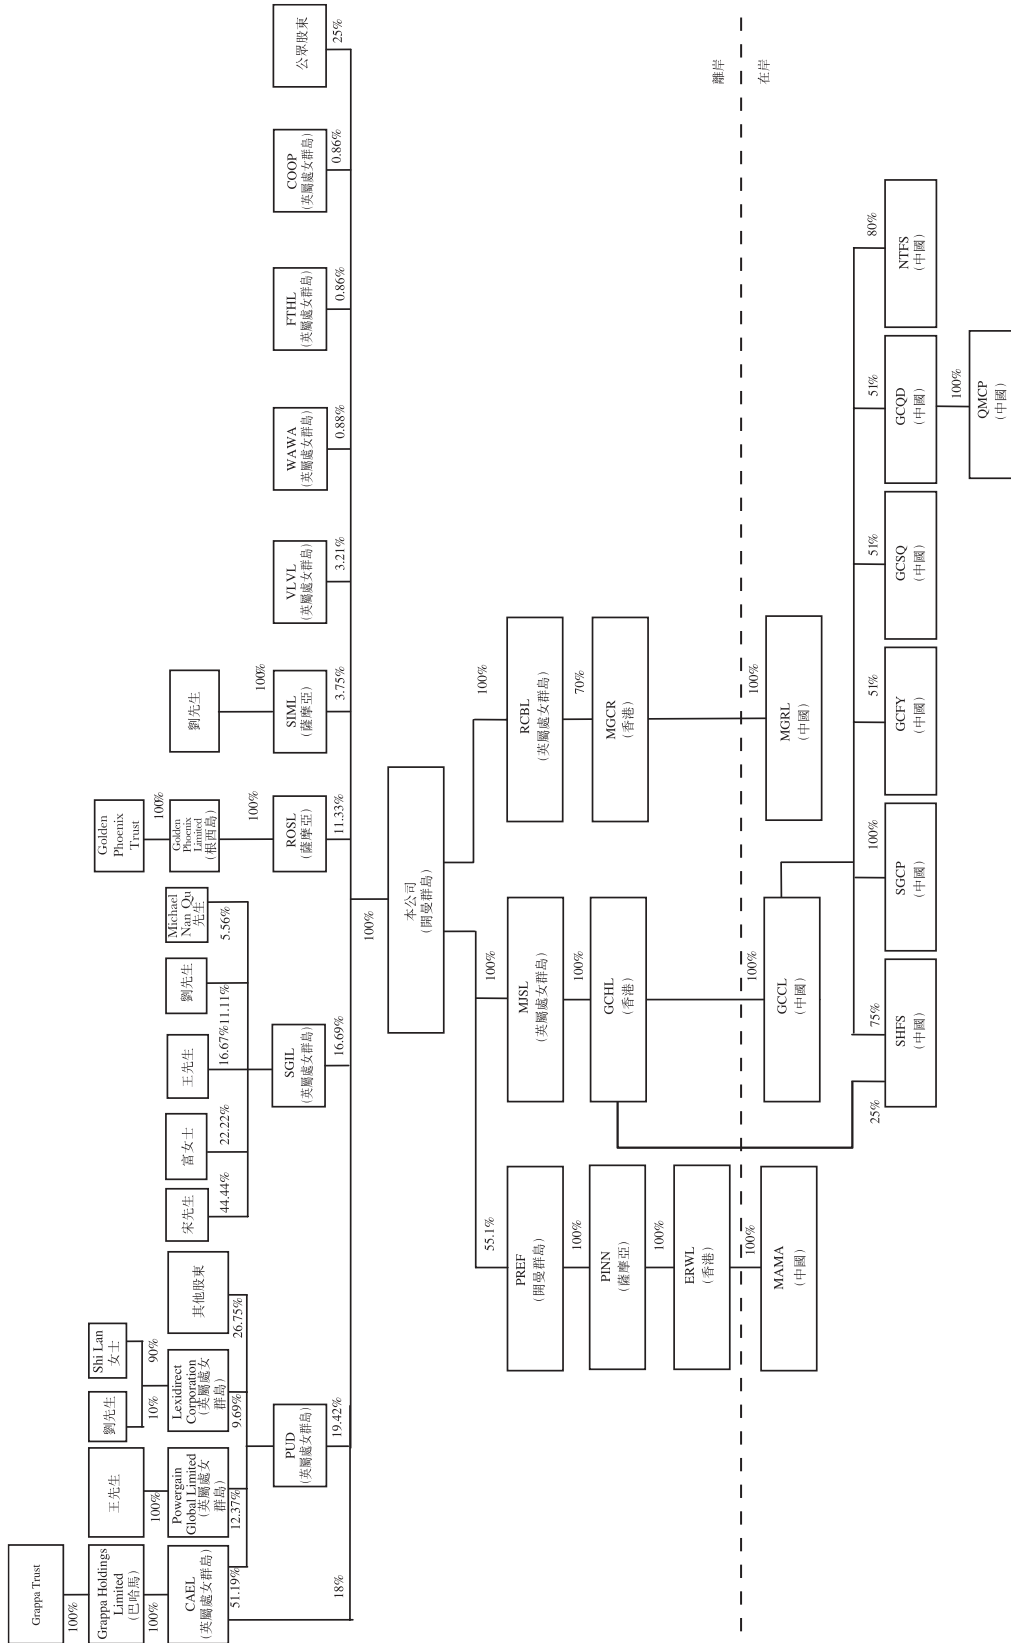 Grappa Trust
100%
Grappa Holdings
Limited
(巴哈馬)
100%
王先生
100%
劉先生
10%
Shi Lan
女士
90%
CAEL
(英屬處女群島)
51.19%
Powergain
Global Limited
(英屬處女
群島)
12.37%
Lexidirect
Corporation
(英屬處女
群島)
9.69%
其他股東
26.75%
宋先生
44.44%
富女士
22.22%
王先生
16.67%
劉先生
11.11%
Michael
Nan Qu
先生
5.56%
Golden
Phoenix
Trust
100%
Golden
Phoenix
Limited
(根西島)
100%
劉先生
100%
18%
PUD
(英屬處女群島)
19.42%
SGIL
(英屬處女群島)
16.69%
ROSL
(薩摩亞)
11.33%
SIML
(薩摩亞)
3.75%
VLVL
(英屬處女群島)
3.21%
WAWA
(英屬處女群島)
0.88%
FTHL
(英屬處女群島)
0.86%
COOP
(英屬處女群島)
0.86%
公眾股東
25%
100%
本公司
(開曼群島)
55.1%
100%
100%
PREF
(開曼群島)
MJSL
(英屬處女群島)
RCBL
(英屬處女群島)
100%
100%
70%
PINN
(薩摩亞)
GCHL
(香港)
MGCR
(香港)
100%
ERWL
(香港)
離岸
在岸
100%
100%
100%
MAMA
(中國)
GCCL
(中國)
MGRL
(中國)
25%
75%
100%
51%
51%
51%
80%
SHFS
(中國)
SGCP
(中國)
GCFY
(中國)
GCSQ
(中國)
GCQD
(中國)
NTFS
(中國)
100%
QMCP
(中國)